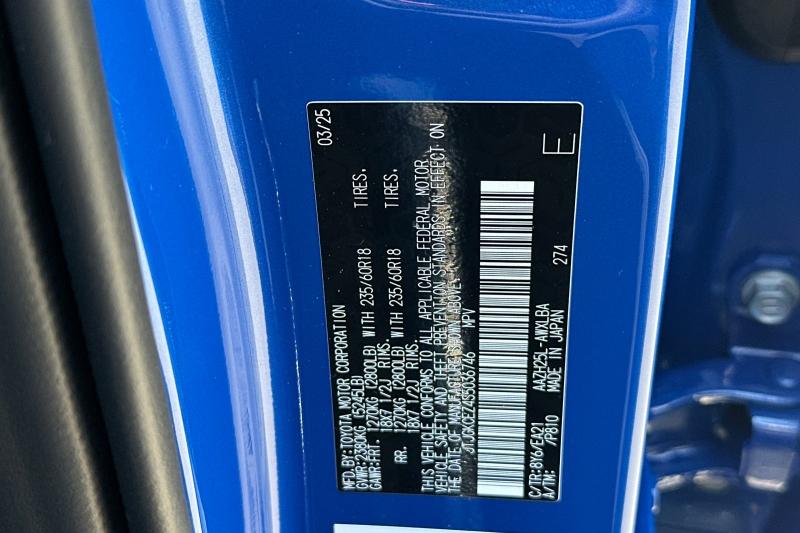 MFD.BY:TOYOTA MOTOR CORPORATION 03/25
GVWR:2380KG (5245LB)
GAWR:FRT. 1270KG (2800LB) WITH 235/60R18 TIRES.
18X7 1/2J RIMS.
RR. 1270KG (2800LB) WITH 235/60R18 TIRES.
18X7 1/2J RIMS.
THIS VEHICLE CONFORMS TO ALL APPLICABLE FEDERAL MOTOR
VEHICLE SAFETY AND THEFT PREVENTION STANDARDS IN EFFECT ON
THE DATE OF MANUFACTURE SHOWN ABOVE.
MPV
C/TR:8Y6/EA21 AAZH25L-AWXLBA
A/TM: /P810 MADE IN JAPAN 274
E